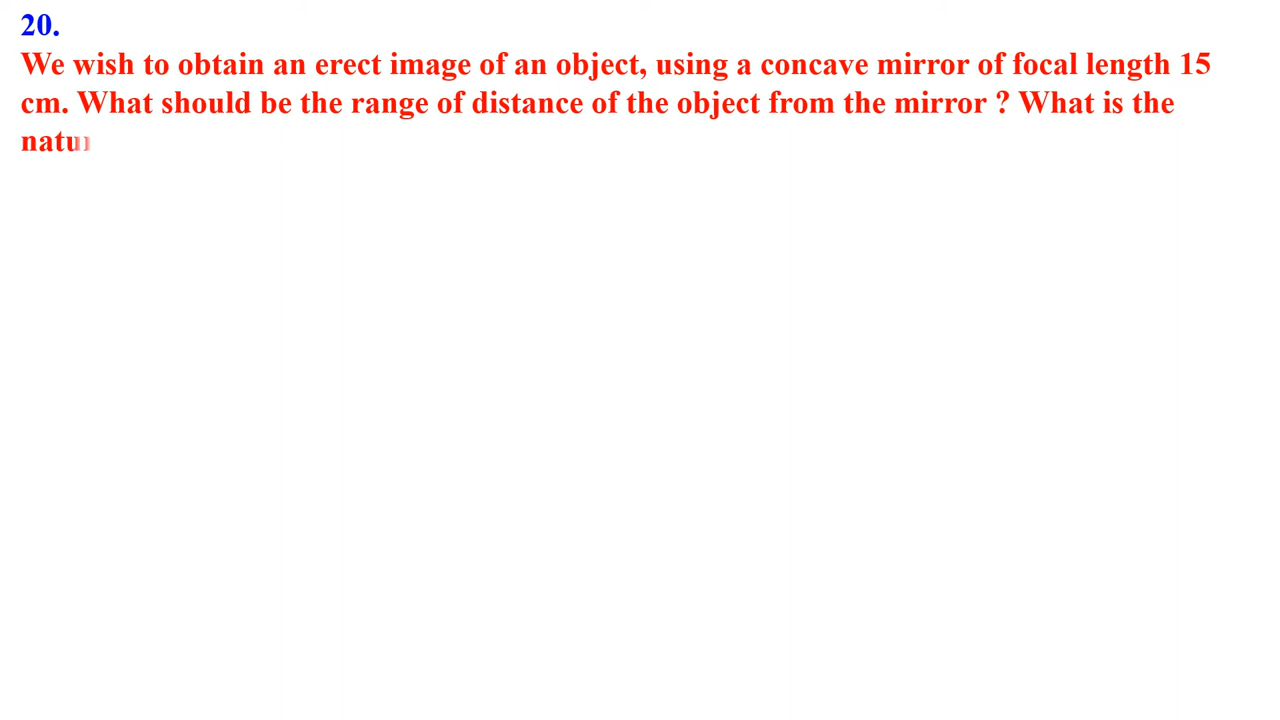 20.
We wish to obtain an erect image of an object, using a concave mirror of focal length 15
cm. What should be the range of distance of the object from the mirror ? What is the